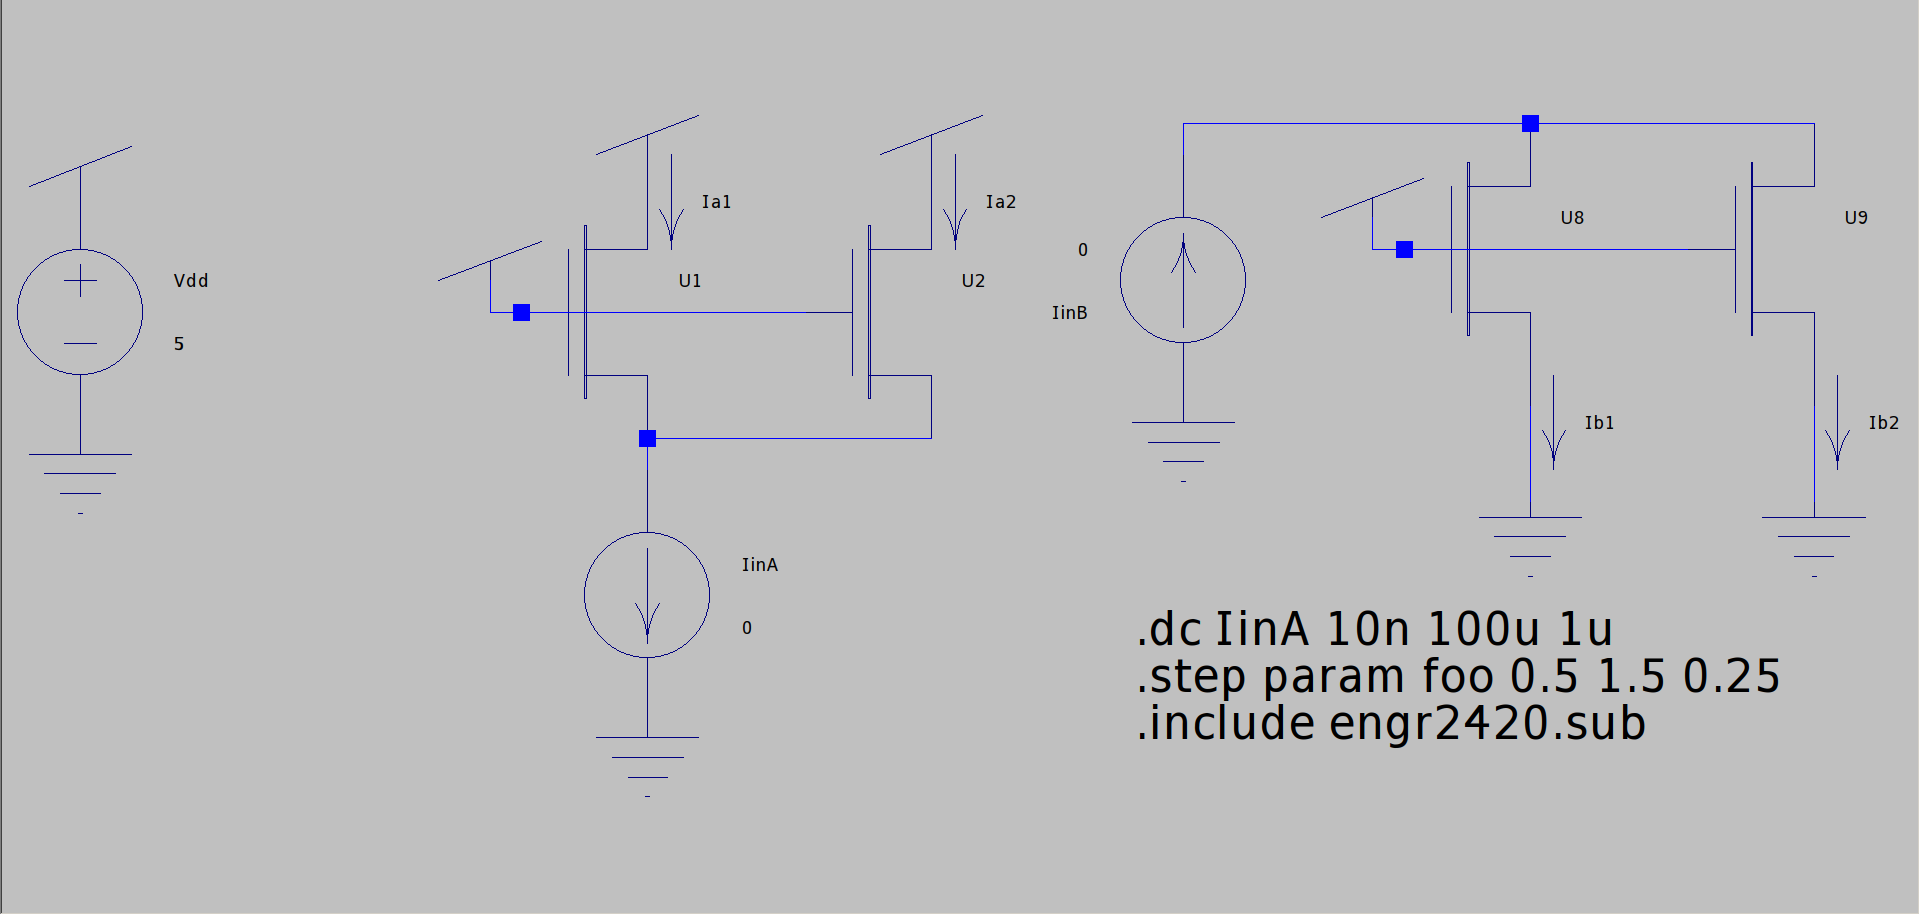 Vdd
5
Ia1
Ia2
U1
U2
IinA
0
0
IinB
U8
U9
Ib1
Ib2
.dc IinA 10n 100u 1u
.step param foo 0.5 1.5 0.25
.include engr2420.sub